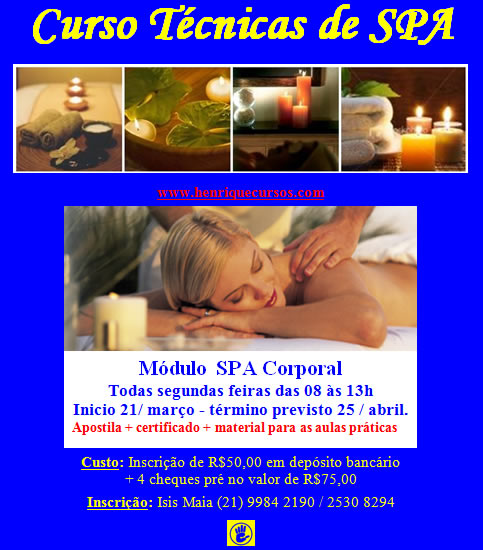 Curso Técnicas de SPA
www.henriquecursos.com
Módulo SPA Corporal
Todas segundas feiras das 08 às 13h
Inicio 21/ março - término previsto 25 / abril.
Apostila + certificado + material para as aulas práticas
Custo: Inscrição de R$50,00 em depósito bancário
+ 4 cheques pré no valor de R$75,00
Inscrição: Isis Maia (21) 9984 2190 / 2530 8294